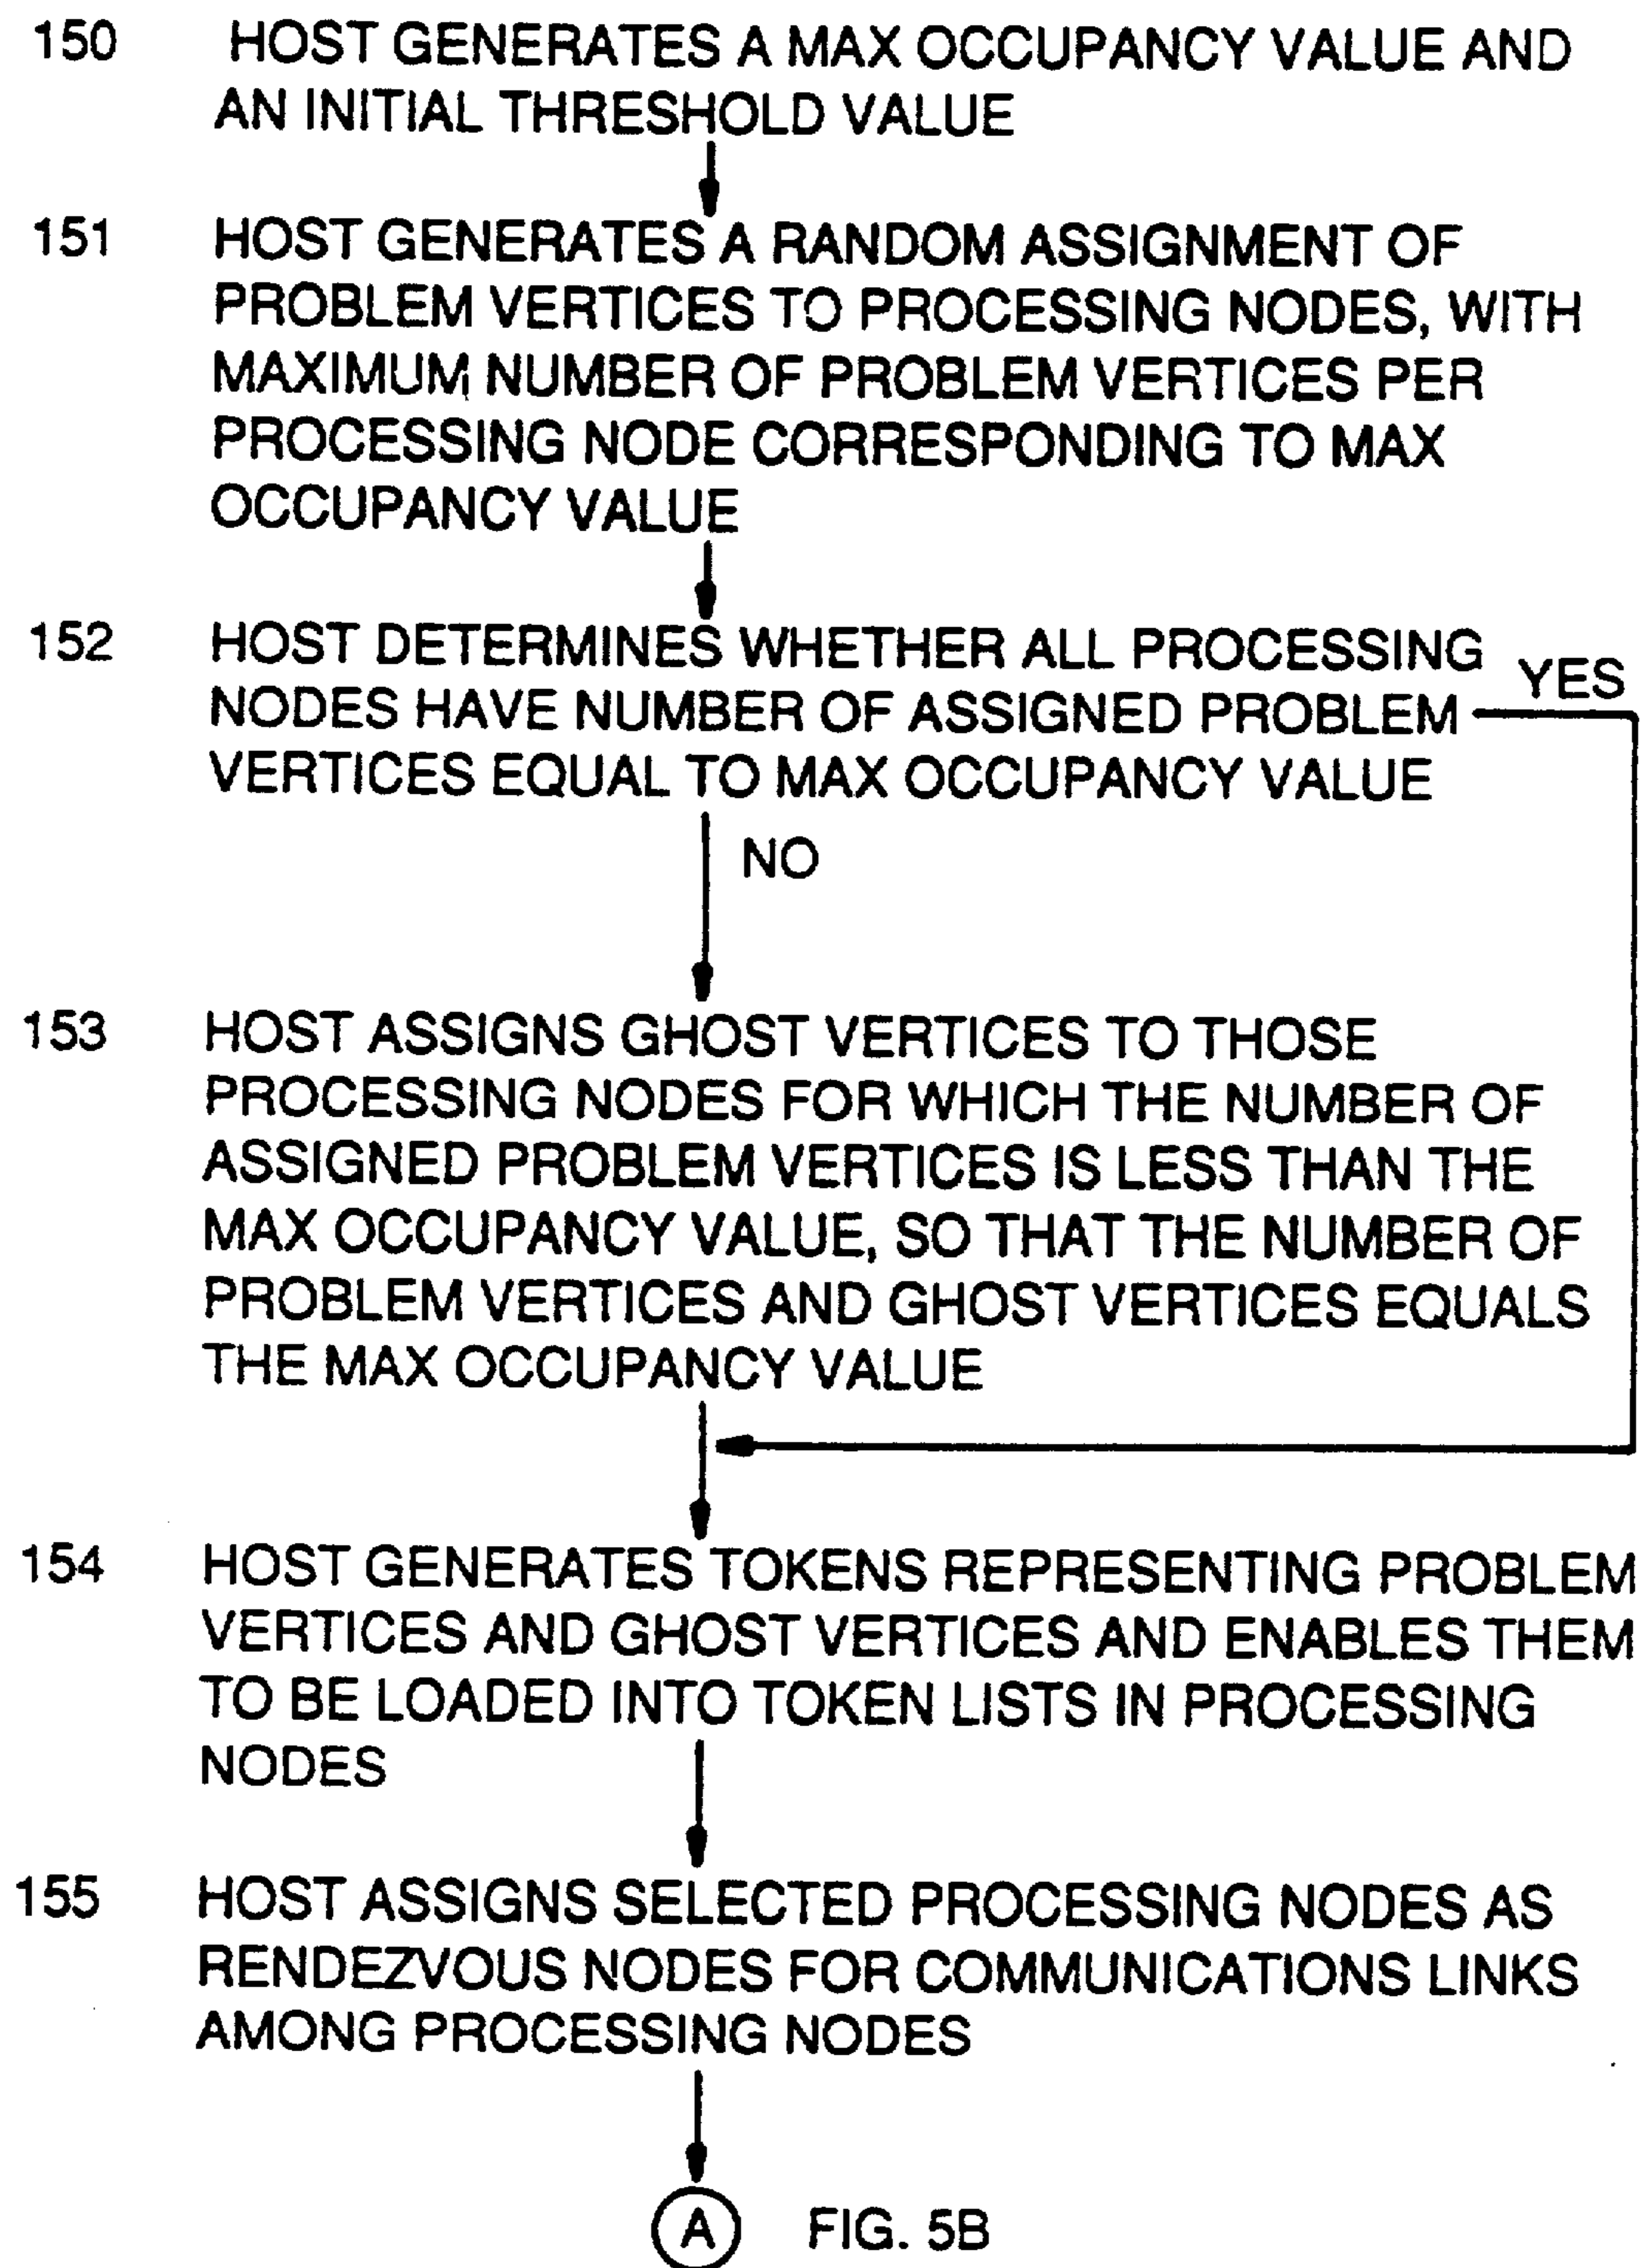 150 HOST GENERATES A MAX OCCUPANCY VALUE AND
AN INITIAL THRESHOLD VALUE
151 HOST GENERATES A RANDOM ASSIGNMENT OF
PROBLEM VERTICES TO PROCESSING NODES, WITH
MAXIMUM NUMBER OF PROBLEM VERTICES PER
PROCESSING NODE CORRESPONDING TO MAX
OCCUPANCY VALUE
152 HOST DETERMINES WHETHER ALL PROCESSING
YES
NODES HAVE NUMBER OF ASSIGNED PROBLEM
VERTICES EQUAL TO MAX OCCUPANCY VALUE
NO
153 HOST ASSIGNS GHOST VERTICES TO THOSE
PROCESSING NODES FOR WHICH THE NUMBER OF
ASSIGNED PROBLEM VERTICES IS LESS THAN THE
MAX OCCUPANCY VALUE, SO THAT THE NUMBER OF
PROBLEM VERTICES AND GHOST VERTICES EQUALS
THE MAX OCCUPANCY VALUE
154 HOST GENERATES TOKENS REPRESENTING PROBLEM
VERTICES AND GHOST VERTICES AND ENABLES THEM
TO BE LOADED INTO TOKEN LISTS IN PROCESSING
NODES
155 HOST ASSIGNS SELECTED PROCESSING NODES AS
RENDEZVOUS NODES FOR COMMUNICATIONS LINKS
AMONG PROCESSING NODES
A FIG. 5B